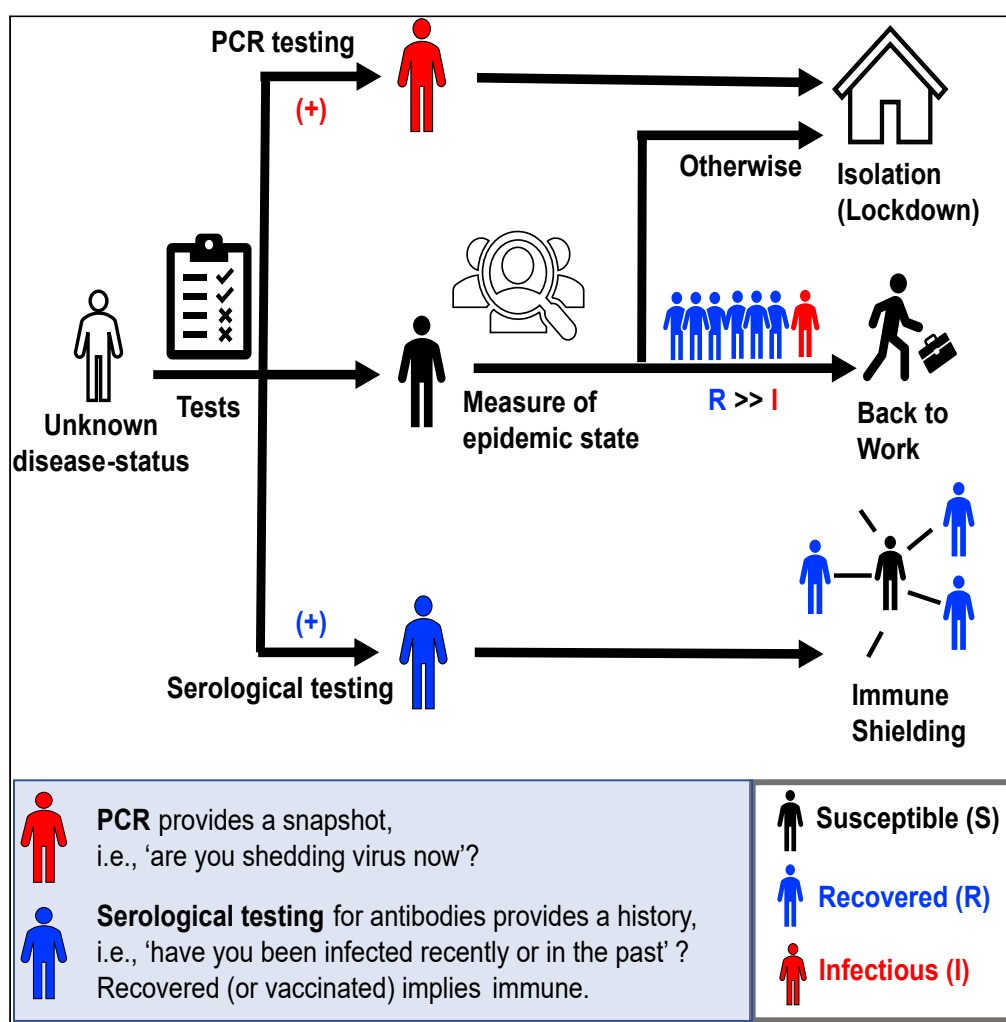 PCR testing
(+)
Otherwise
Isolation
(Lockdown)
Unknown
disease-status
Tests
Measure of
epidemic state
R >> I
Back to
Work
(+)
Serological testing
Immune
Shielding
PCR provides a snapshot,
i.e., ‘are you shedding virus now’?
Serological testing for antibodies provides a history,
i.e., ‘have you been infected recently or in the past’ ?
Recovered (or vaccinated) implies immune.
Susceptible (S)
Recovered (R)
Infectious (I)